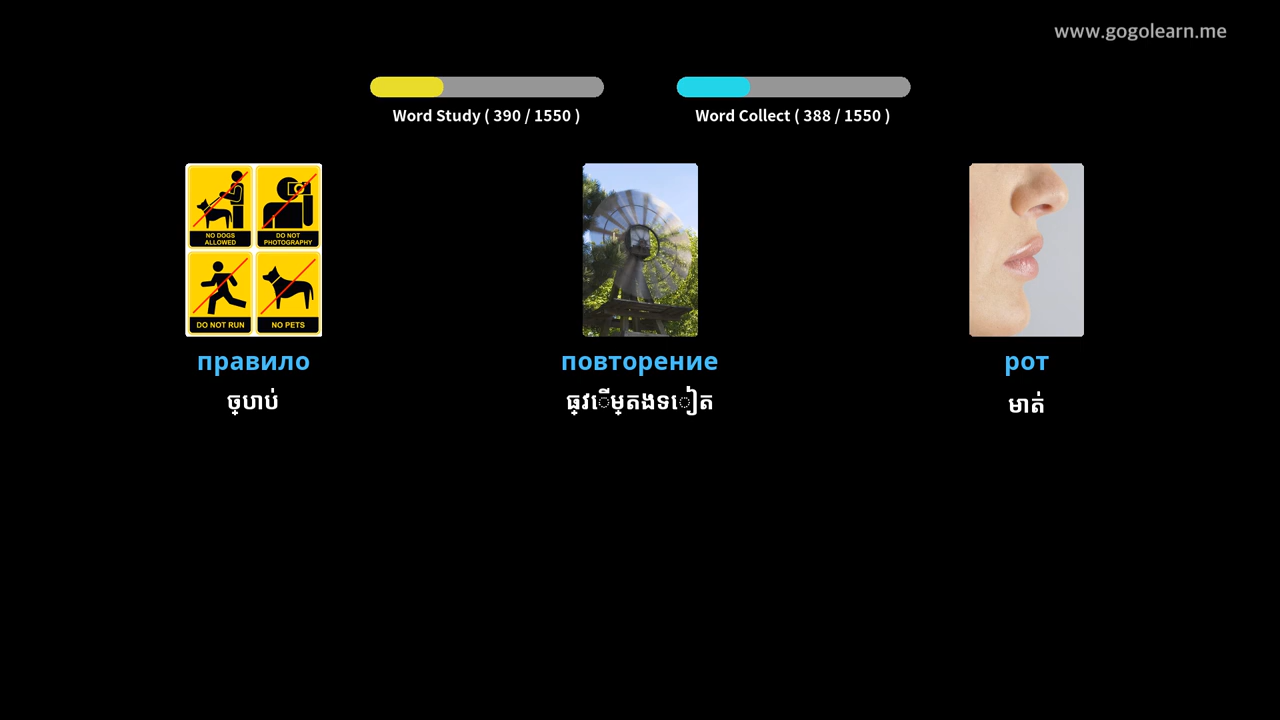 www.gogolearn.me
Word Study ( 390 / 1550 )
Word Collect ( 388 / 1550 )
NO DOGS
ALLOWED
DO NOT
PHOTOGRAPHY
DO NOT RUN
NO PETS
правило
повторение
рот
ច្បាប់
ធ្វើម្តងទៀត
មាត់